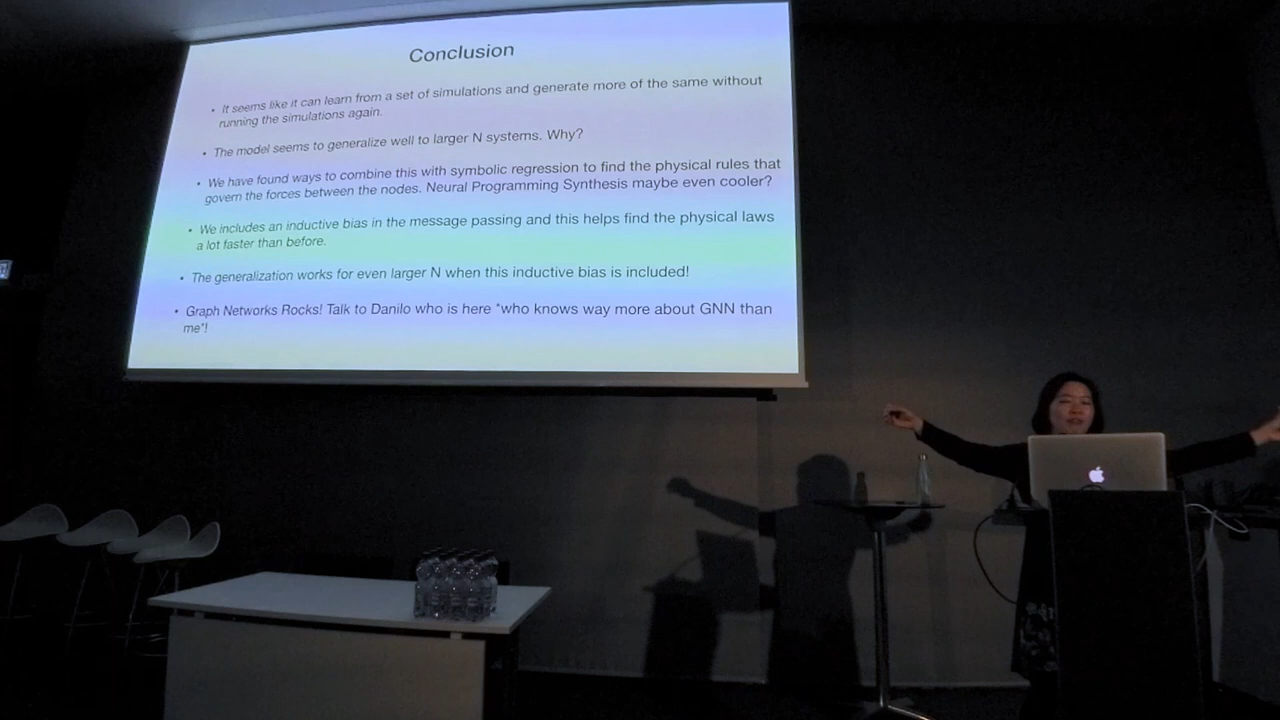 Conclusion
• It seems like it can learn from a set of simulations and generate more of the same without
running the simulations again.
• The model seems to generalize well to larger N systems. Why?
• We have found ways to combine this with symbolic regression to find the physical rules that
govern the forces between the nodes. Neural Programming Synthesis maybe even cooler?
• We includes an inductive bias in the message passing and this helps find the physical laws
a lot faster than before.
• The generalization works for even larger N when this inductive bias is included!
• Graph Networks Rocks! Talk to Danilo who is here *who knows way more about GNN than
me*!